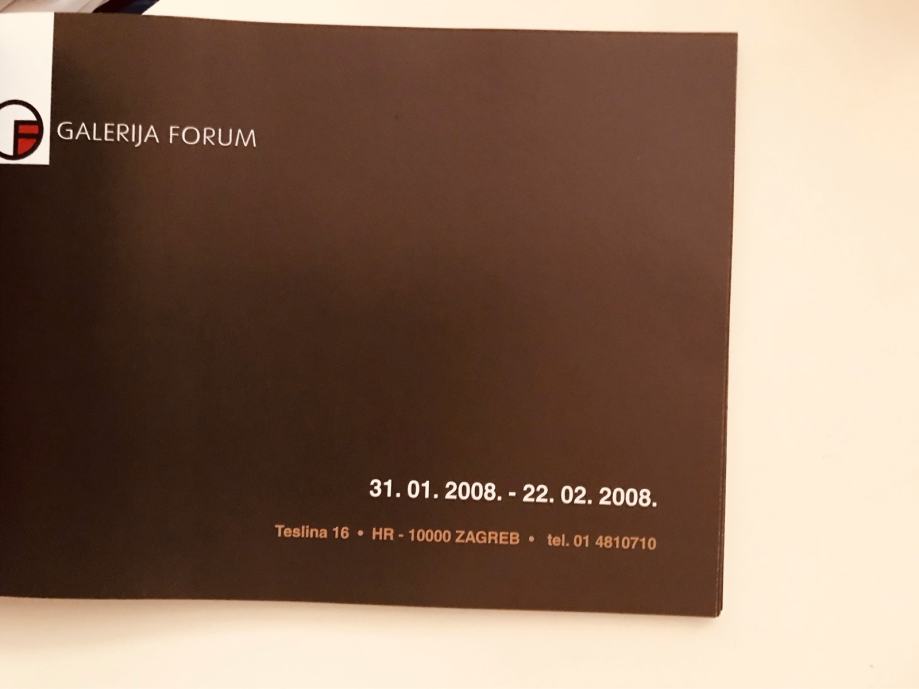 F
GALERIJA FORUM
31. 01. 2008. - 22. 02. 2008.
Teslina 16 • HR - 10000 ZAGREB • tel. 01 4810710